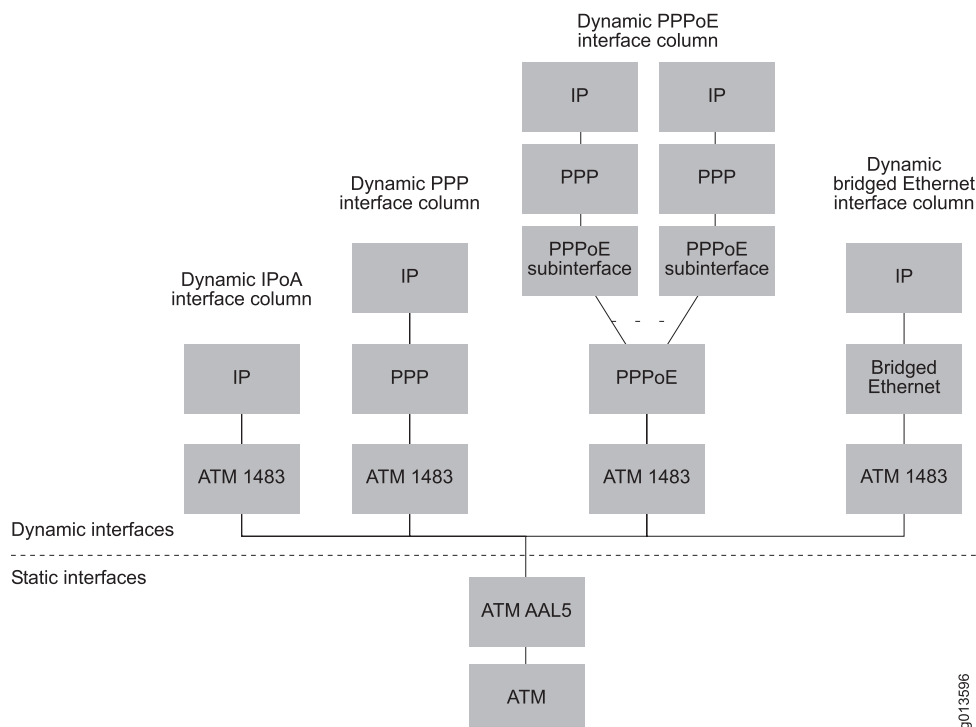 Dynamic PPPoE
interface column
IP
IP
PPP
PPP
PPPoE
subinterface
PPPoE
subinterface
Dynamic PPP
interface column
Dynamic
bridged Ethernet
interface column
Dynamic IPoA
interface column
IP
IP
IP
PPP
PPPoE
Bridged
Ethernet
ATM 1483
ATM 1483
ATM 1483
ATM 1483
Dynamic interfaces
Static interfaces
ATM AAL5
ATM
g013596